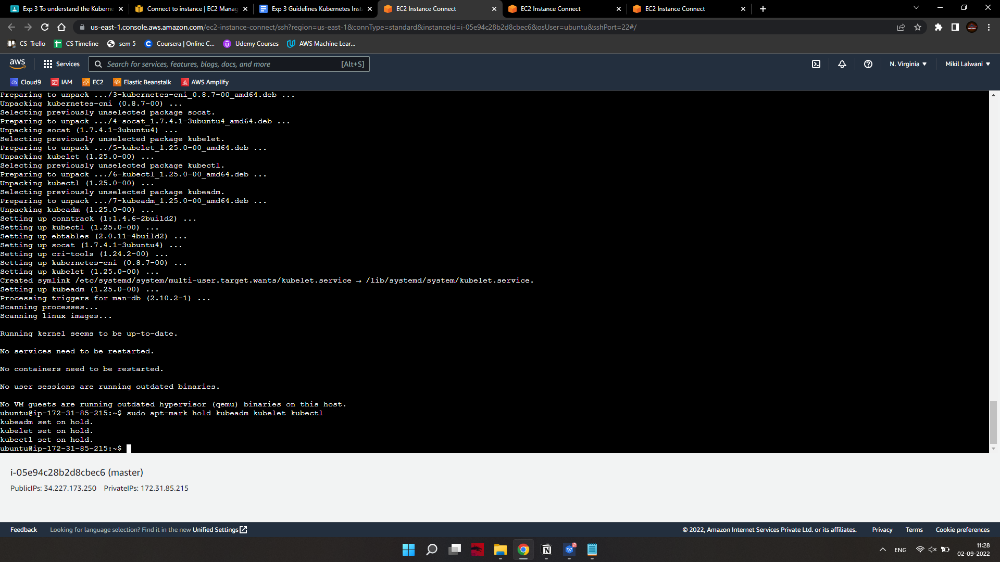 Exp 3 To understand the Kuberne
Connect to instance | EC2 Manag
Exp 3 Guidelines Kubernetes Inst
EC2 Instance Connect
EC2 Instance Connect
EC2 Instance Connect
us-east-1.console.aws.amazon.com/ec2-instance-connect/ssh?region=us-east-1&connType=standard&instanceId=i-05e94c28b2d8cbec6&osUser=ubuntu&sshPort=22#/
CS Trello
CS Timeline
sem 5
Coursera | Online C...
Udemy Courses
AWS Machine Lear...
aws
Services
Search for services, features, blogs, docs, and more
[Alt+S]
N. Virginia
Mikil Lalwani
Cloud9
IAM
EC2
Elastic Beanstalk
AWS Amplify
Preparing to unpack .../3-kubernetes-cni_0.8.7-00_amd64.deb ...
Unpacking kubernetes-cni (0.8.7-00) ...
Selecting previously unselected package socat.
Preparing to unpack .../4-socat_1.7.4.1-3ubuntu4_amd64.deb ...
Unpacking socat (1.7.4.1-3ubuntu4) ...
Selecting previously unselected package kubelet.
Preparing to unpack .../5-kubelet_1.25.0-00_amd64.deb ...
Unpacking kubelet (1.25.0-00) ...
Selecting previously unselected package kubectl.
Preparing to unpack .../6-kubectl_1.25.0-00_amd64.deb ...
Unpacking kubectl (1.25.0-00) ...
Selecting previously unselected package kubeadm.
Preparing to unpack .../7-kubeadm_1.25.0-00_amd64.deb ...
Unpacking kubeadm (1.25.0-00) ...
Setting up conntrack (1:1.4.6-2build2) ...
Setting up kubectl (1.25.0-00) ...
Setting up ebtables (2.0.11-4build2) ...
Setting up socat (1.7.4.1-3ubuntu4) ...
Setting up cri-tools (1.24.2-00) ...
Setting up kubernetes-cni (0.8.7-00) ...
Setting up kubelet (1.25.0-00) ...
Created symlink /etc/systemd/system/multi-user.target.wants/kubelet.service → /lib/systemd/system/kubelet.service.
Setting up kubeadm (1.25.0-00) ...
Processing triggers for man-db (2.10.2-1) ...
Scanning processes...
Scanning linux images...
Running kernel seems to be up-to-date.
No services need to be restarted.
No containers need to be restarted.
No user sessions are running outdated binaries.
No VM guests are running outdated hypervisor (qemu) binaries on this host.
ubuntu@ip-172-31-85-215:~$ sudo apt-mark hold kubeadm kubelet kubectl
kubeadm set on hold.
kubelet set on hold.
kubectl set on hold.
ubuntu@ip-172-31-85-215:~$
i-05e94c28b2d8cbec6 (master)
PublicIPs: 34.227.173.250 PrivateIPs: 172.31.85.215
Feedback
Looking for language selection? Find it in the new Unified Settings
© 2022, Amazon Internet Services Private Ltd. or its affiliates.
Privacy
Terms
Cookie preferences
ENG
11:28
02-09-2022